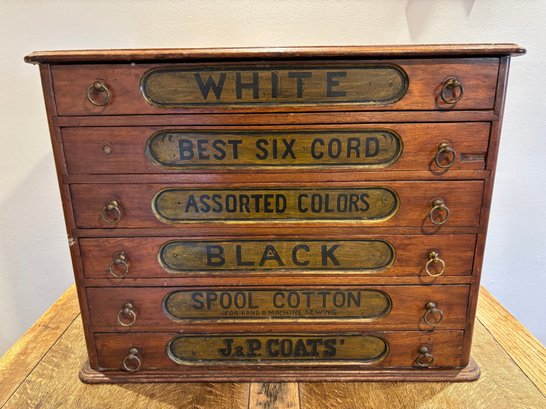 WHITE
"BEST SIX CORD
ASSORTED COLORS
BLACK
SPOOL COTTON
FOR HAND & MACHINE SEWING
J. & P. COATS'